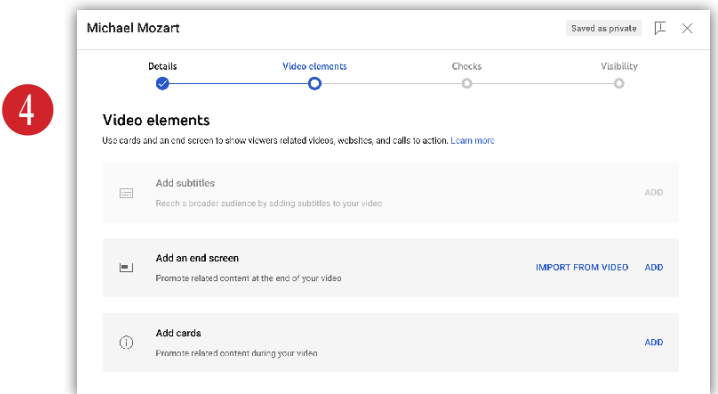 Michael Mozart
Saved as private
Details
Video elements
Checks
Visibility
4
Video elements
Use cards and an end screen to show viewers related videos, websites, and calls to action. Learn more
Add subtitles
Reach a broader audience by adding subtitles to your video
ADD
Add an end screen
Promote related content at the end of your video
IMPORT FROM VIDEO ADD
Add cards
Promote related content during your video
ADD